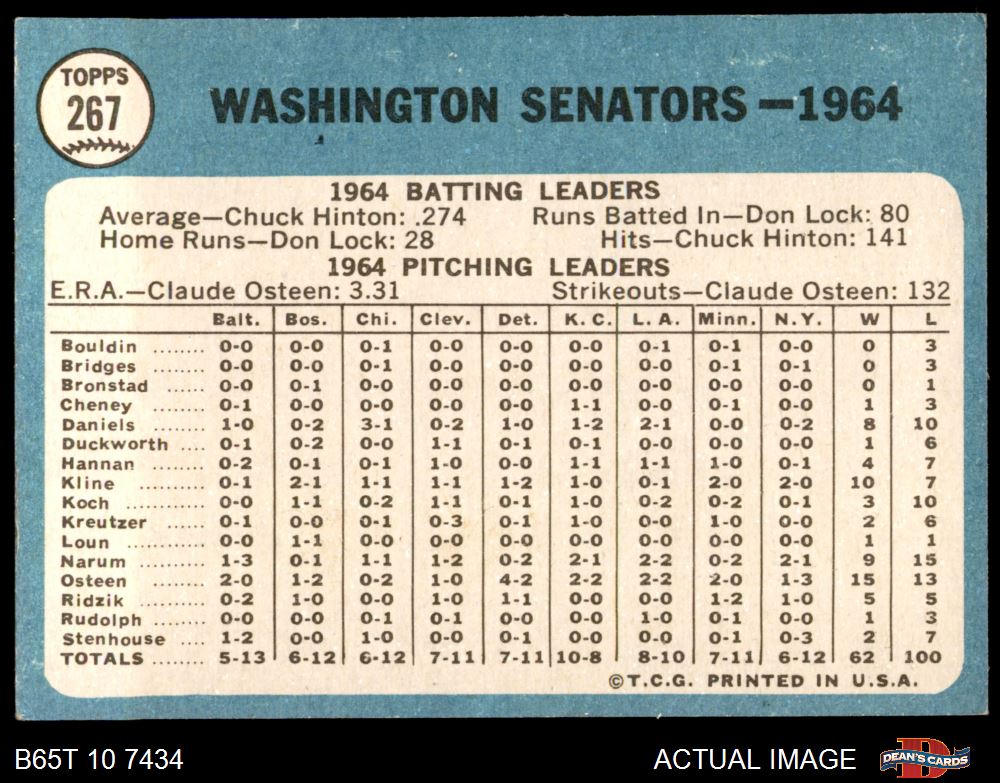 TOPPS
267
WASHINGTON SENATORS—1964
1964 BATTING LEADERS
Average—Chuck Hinton: .274 Runs Batted In—Don Lock: 80
Home Runs—Don Lock: 28 Hits—Chuck Hinton: 141
1964 PITCHING LEADERS
E.R.A.—Claude Osteen: 3.31 Strikeouts—Claude Osteen: 132
Balt. Bos. Chi. Clev. Det. K. C. L. A. Minn. N.Y. W L
Bouldin ........ 0-0 0-0 0-1 0-0 0-0 0-0 0-1 0-1 0-0 0 3
Bridges ........ 0-0 0-0 0-1 0-0 0-0 0-0 0-0 0-1 0-1 0 3
Bronstad ...... 0-0 0-1 0-0 0-0 0-0 0-0 0-0 0-0 0-0 0 1
Cheney ........ 0-1 0-0 0-0 0-0 0-0 1-1 0-0 0-1 0-0 1 3
Daniels ........ 1-0 0-2 3-1 0-2 1-0 1-2 2-1 0-0 0-2 8 10
Duckworth .... 0-1 0-2 0-0 1-1 0-1 0-1 0-0 0-0 0-0 1 6
Hannan ........ 0-2 0-1 0-1 1-0 0-0 1-1 1-1 1-0 0-1 4 7
Kline .......... 0-1 2-1 1-1 1-1 1-2 1-0 0-1 2-0 2-0 10 7
Koch .......... 0-0 1-1 0-2 1-1 0-1 1-0 0-2 0-2 0-1 3 10
Kreutzer ...... 0-1 0-0 0-1 0-3 0-1 1-0 0-0 1-0 0-0 2 6
Loun ............ 0-0 1-1 0-0 0-0 0-0 0-0 0-0 0-0 0-0 1 1
Narum .......... 1-3 0-1 1-1 1-2 0-2 2-1 2-2 0-2 2-1 9 15
Osteen .......... 2-0 1-2 0-2 1-0 4-2 2-2 2-2 2-0 1-3 15 13
Ridzik .......... 0-2 1-0 0-0 1-0 1-1 0-0 0-0 1-2 1-0 5 5
Rudolph ........ 0-0 0-0 0-1 0-1 0-0 0-0 1-0 0-1 0-0 1 3
Stenhouse .... 1-2 0-0 1-0 0-0 0-1 0-0 0-0 0-1 0-3 2 7
TOTALS ........ 5-13 6-12 6-12 7-11 7-11 10-8 8-10 7-11 6-12 62 100
©T.C.G. PRINTED IN U.S.A.
B65T 10 7434 ACTUAL IMAGE DEAN'S CARDS